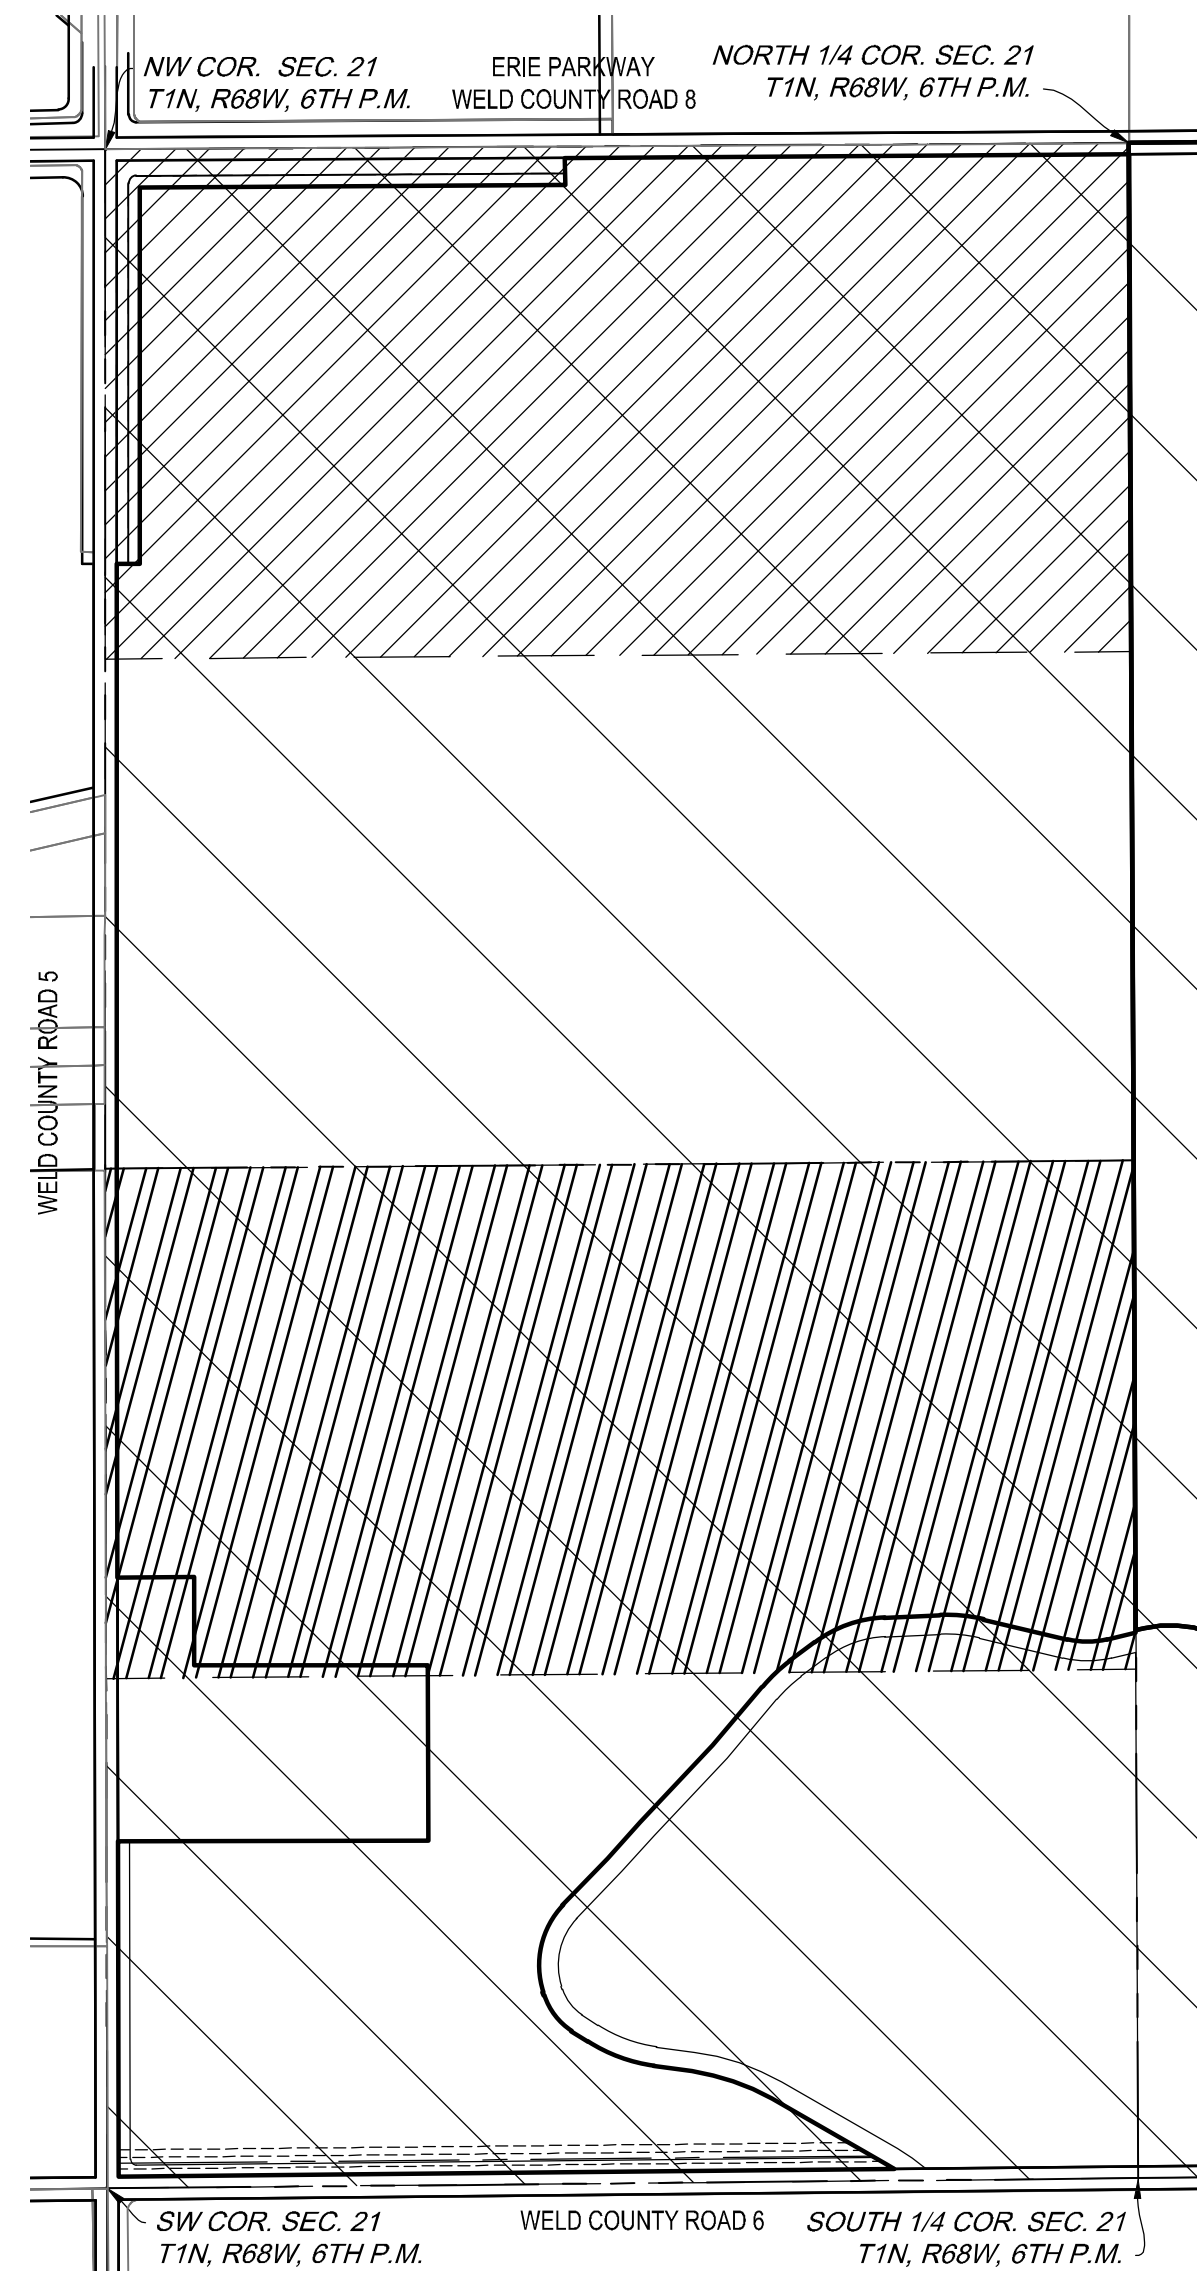 NW COR. SEC. 21
T1N, R68W, 6TH P.M.
ERIE PARKWAY
WELD COUNTY ROAD 8
NORTH 1/4 COR. SEC. 21
T1N, R68W, 6TH P.M.
WELD COUNTY ROAD 5
SW COR. SEC. 21
T1N, R68W, 6TH P.M.
WELD COUNTY ROAD 6
SOUTH 1/4 COR. SEC. 21
T1N, R68W, 6TH P.M.